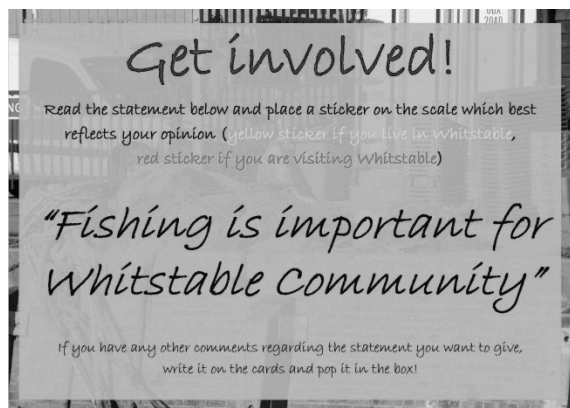 Get involved!
Read the statement below and place a sticker on the scale which best
reflects your opinion (yellow sticker if you live in Whitstable,
red sticker if you are visiting Whitstable)
"Fishing is important for
Whitstable Community"
If you have any other comments regarding the statement you want to give,
write it on the cards and pop it in the box!